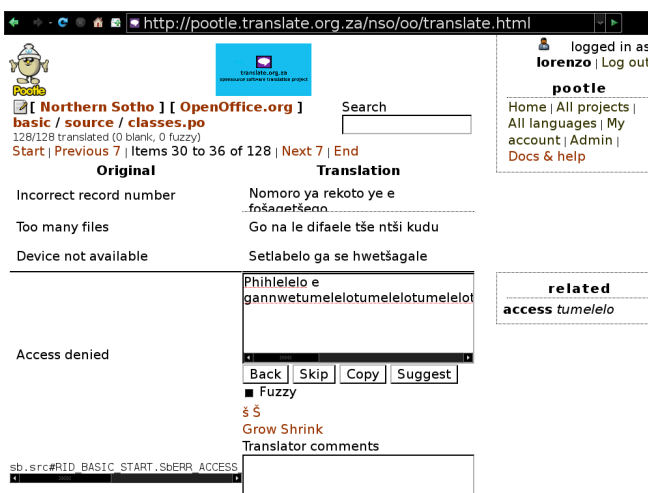 http://pootle.translate.org.za/nso/oo/translate.html
Pootle
translate.org.za
opensource software translation project
logged in as
lorenzo | Log out
pootle
Home | All projects |
All languages | My
account | Admin |
Docs & help
[ Northern Sotho ] [ OpenOffice.org ]
basic / source / classes.po
128/128 translated (0 blank, 0 fuzzy)
Start | Previous 7 | Items 30 to 36 of 128 | Next 7 | End
Search
Original
Translation
Incorrect record number
Nomoro ya rekoto ye e
fošagetšego
Too many files
Go na le difaele tše ntši kudu
Device not available
Setlabelo ga se hwetšagale
Access denied
Phihlelelo e
gannwetumelelotumelelotumelelot
Back Skip Copy Suggest
Fuzzy
š Š
Grow Shrink
Translator comments
sb.src#RID_BASIC_START.SbERR_ACCESS_
related
access tumelelo